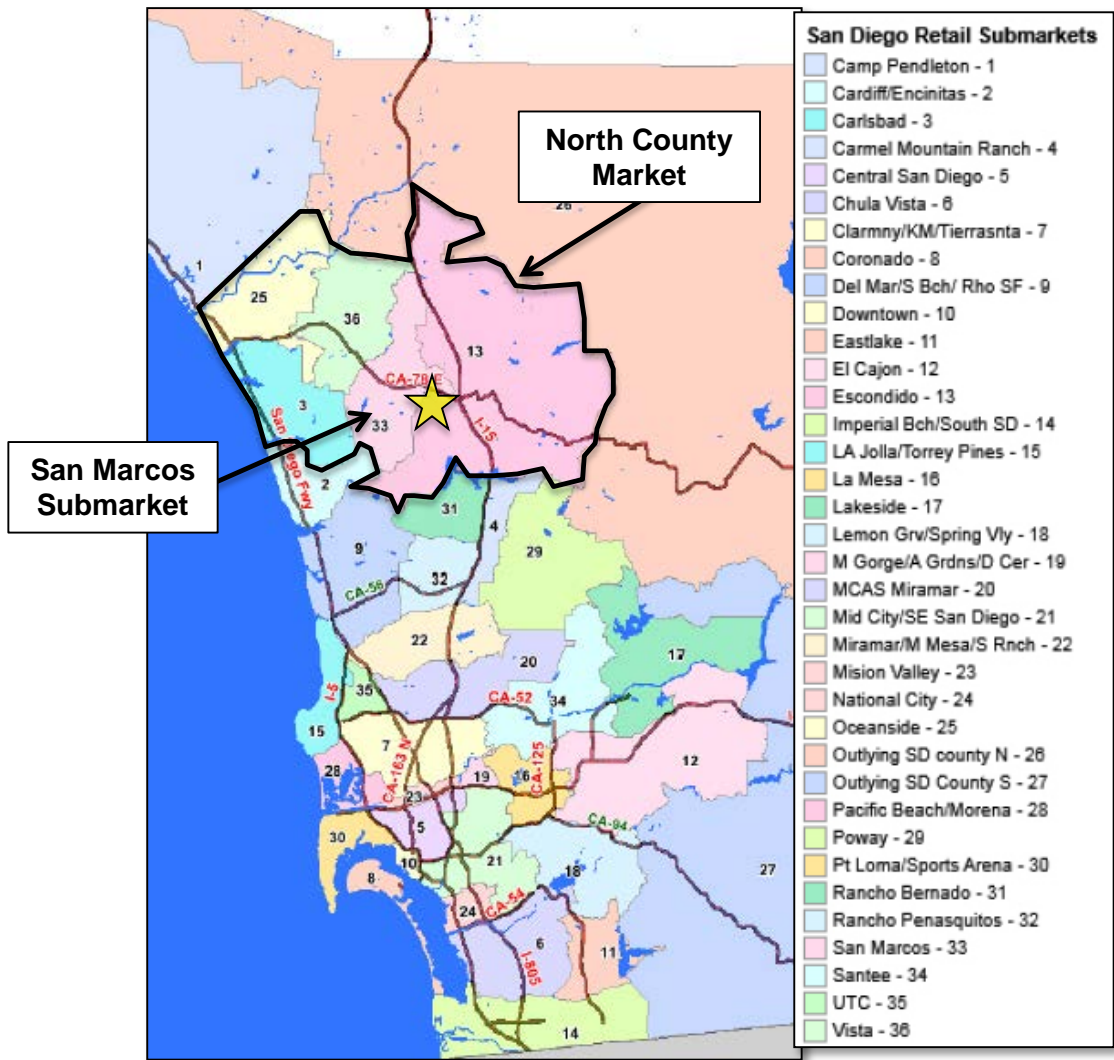 North County
Market
San Marcos
Submarket
26
1
25
36
13
CA-78 E
3
33
I-15
San Diego Fwy
2
31
4
9
29
32
CA-56
22
20
17
35
I-5
CA-52
34
15
7
CA-163 N
19
16
CA-125
12
28
23
5
CA-94
30
10
21
18
27
8
24
CA-54
6
11
I-805
14
San Diego Retail Submarkets
Camp Pendleton - 1
Cardiff/Encinitas - 2
Carlsbad - 3
Carmel Mountain Ranch - 4
Central San Diego - 5
Chula Vista - 6
Clarmny/KM/Tierrasnta - 7
Coronado - 8
Del Mar/S Bch/ Rho SF - 9
Downtown - 10
Eastlake - 11
El Cajon - 12
Escondido - 13
Imperial Bch/South SD - 14
LA Jolla/Torrey Pines - 15
La Mesa - 16
Lakeside - 17
Lemon Grv/Spring Vly - 18
M Gorge/A Grdns/D Cer - 19
MCAS Miramar - 20
Mid City/SE San Diego - 21
Miramar/M Mesa/S Rnch - 22
Mision Valley - 23
National City - 24
Oceanside - 25
Outlying SD county N - 26
Outlying SD County S - 27
Pacific Beach/Morena - 28
Poway - 29
Pt Loma/Sports Arena - 30
Rancho Bernado - 31
Rancho Penasquitos - 32
San Marcos - 33
Santee - 34
UTC - 35
Vista - 36